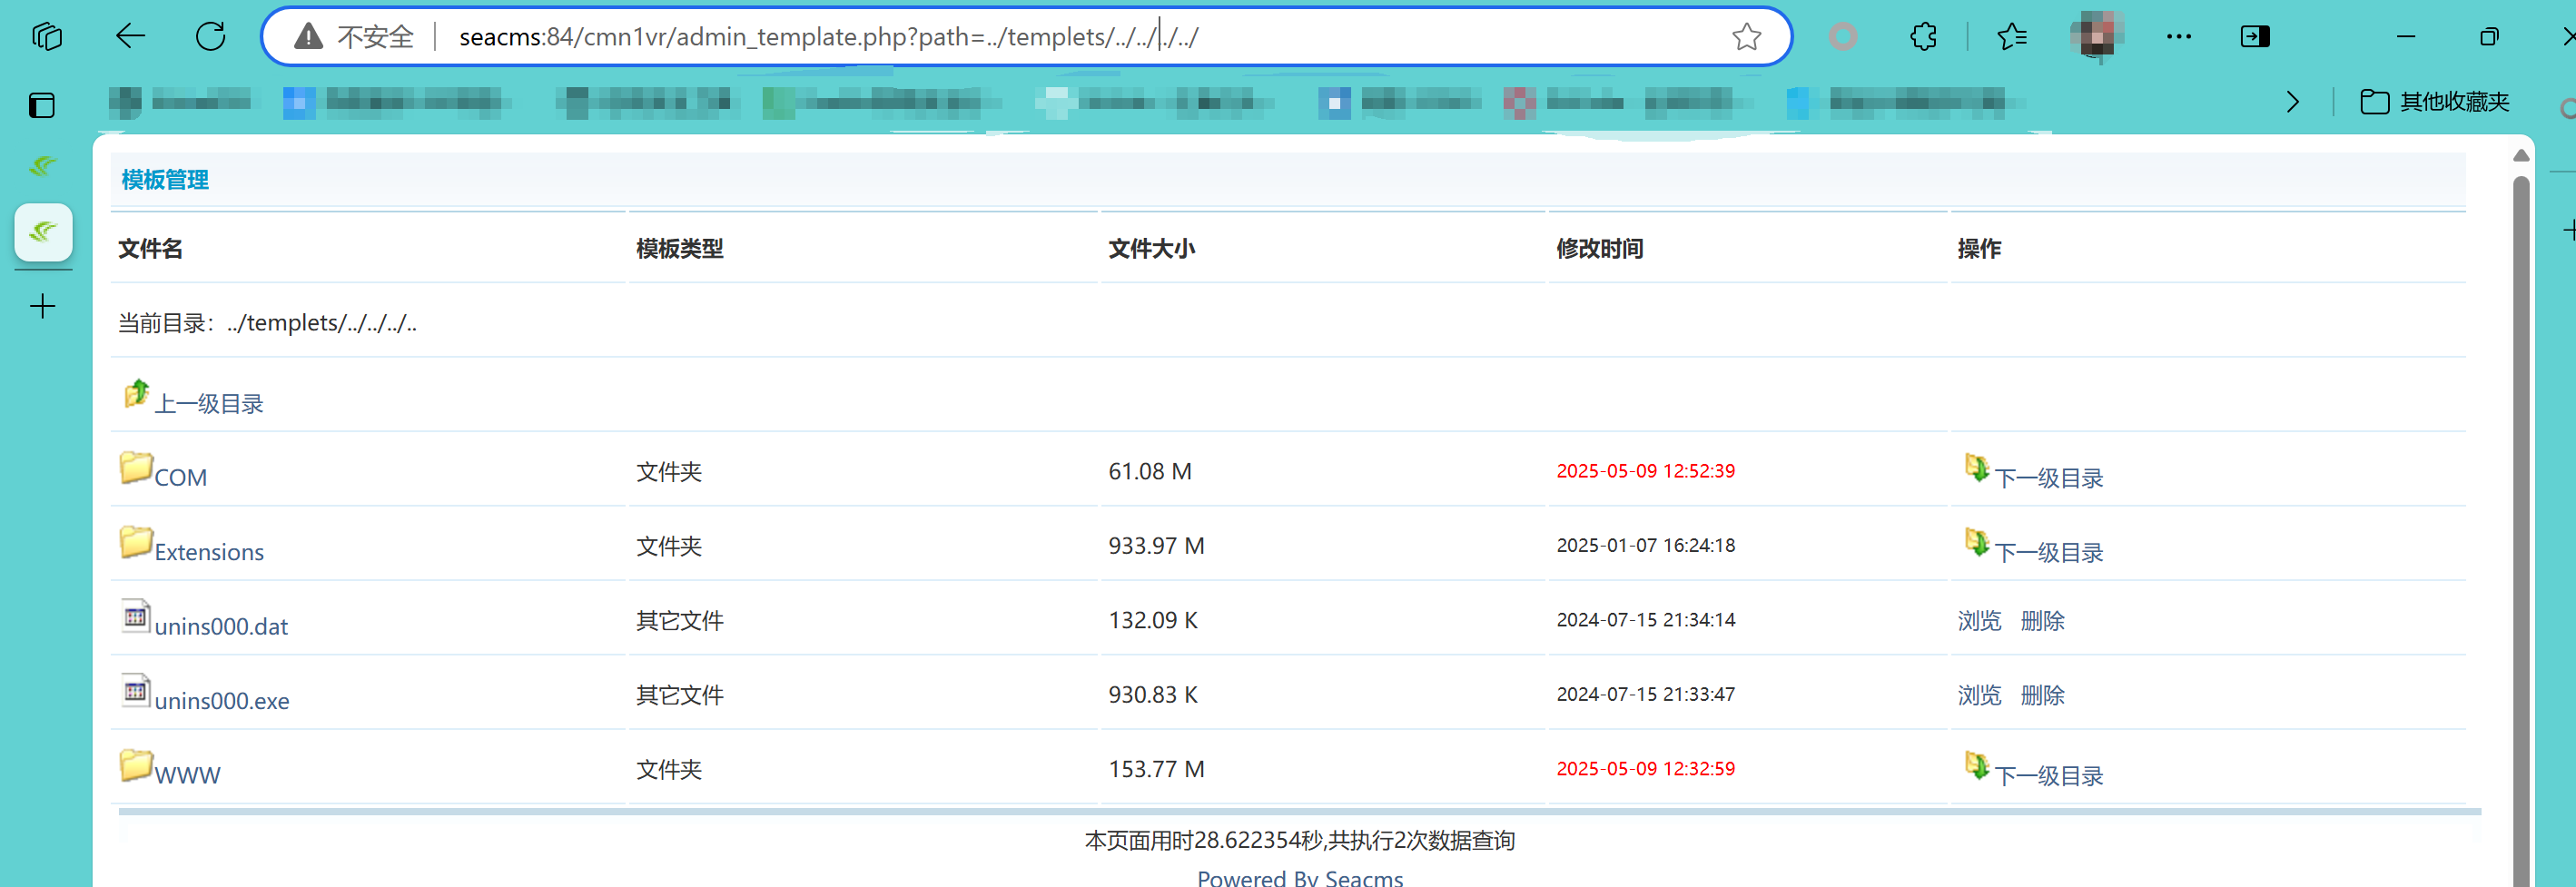 不安全 seacms:84/cmn1vr/admin_template.php?path=../templets/../../../../
其他收藏夹
模板管理
文件名 模板类型 文件大小 修改时间 操作
当前目录：../templets/../../../..
上一级目录
COM 文件夹 61.08 M 2025-05-09 12:52:39 下一级目录
Extensions 文件夹 933.97 M 2025-01-07 16:24:18 下一级目录
unins000.dat 其它文件 132.09 K 2024-07-15 21:34:14 浏览 删除
unins000.exe 其它文件 930.83 K 2024-07-15 21:33:47 浏览 删除
WWW 文件夹 153.77 M 2025-05-09 12:32:59 下一级目录
本页面用时28.622354秒,共执行2次数据查询
Powered By Seacms